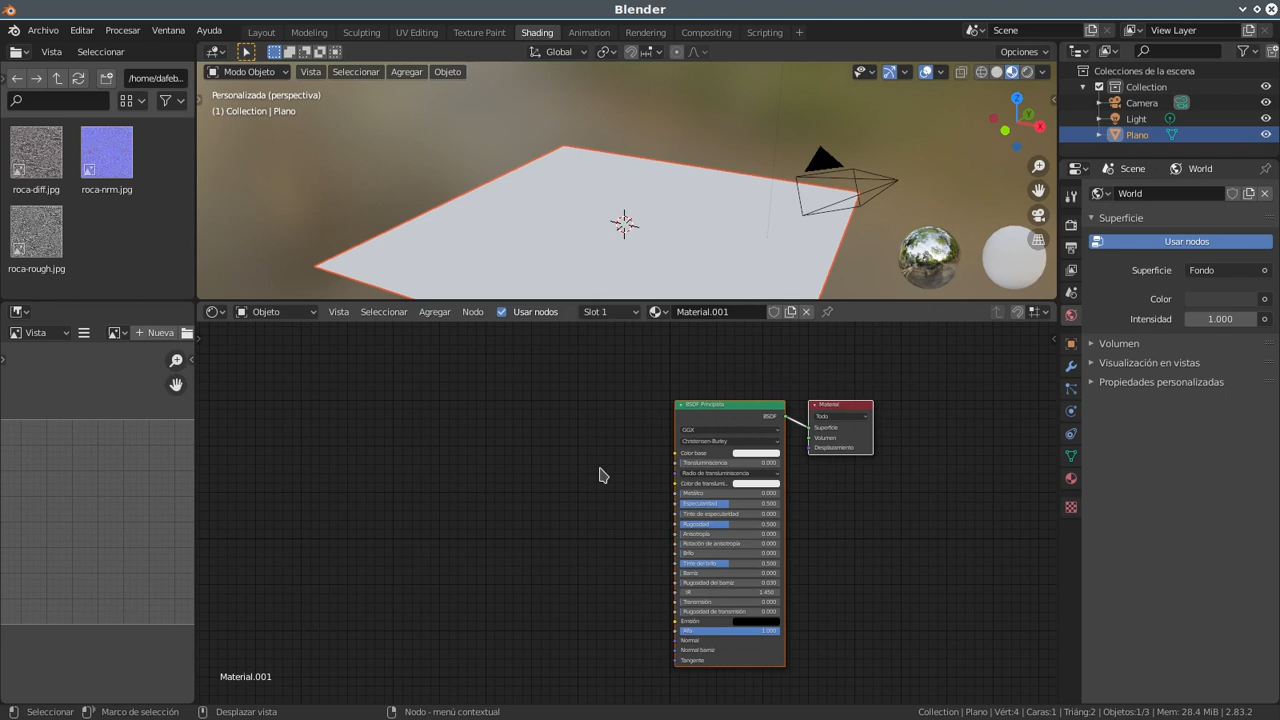 Blender
Archivo Editar Procesar Ventana Ayuda
Layout Modeling Sculpting UV Editing Texture Paint Shading Animation Rendering Compositing Scripting +
Scene
View Layer
Vista Seleccionar
Global
Opciones
/home/dafeb...
Modo Objeto Vista Seleccionar Agregar Objeto
Personalizada (perspectiva)
(1) Collection | Plano
roca-diff.jpg roca-nrm.jpg
roca-rough.jpg
X
Y
Z
Colecciones de la escena
Collection
Camera
Light
Plano
Scene World
World
Superficie
Usar nodos
Superficie Fondo
Color
Intensidad 1.000
Volumen
Visualización en vistas
Propiedades personalizadas
Objeto Vista Seleccionar Agregar Nodo Usar nodos Slot 1 Material.001
Vista + Nueva
BSDF Principista
BSDF
GGX
Christensen-Burley
Color base
Transluminiscencia 0.000
Radio de transluminiscencia
Color de translumi...
Metálico 0.000
Especularidad 0.500
Tinte de especularidad 0.000
Rugosidad 0.500
Anisotropía 0.000
Rotación de anisotropía 0.000
Brillo 0.000
Tinte del brillo 0.500
Barniz 0.000
Rugosidad del barniz 0.030
IR 1.450
Transmisión 0.000
Rugosidad de transmisión 0.000
Emisión
Alfa 1.000
Normal
Normal barniz
Tangente
Material
Todo
Superficie
Volumen
Desplazamiento
Material.001
Seleccionar Marco de selección Desplazar vista Nodo - menú contextual
Collection | Plano | Vért:4 | Caras:1 | Triáng:2 | Objetos:1/3 | Mem: 28.4 MiB | 2.83.2